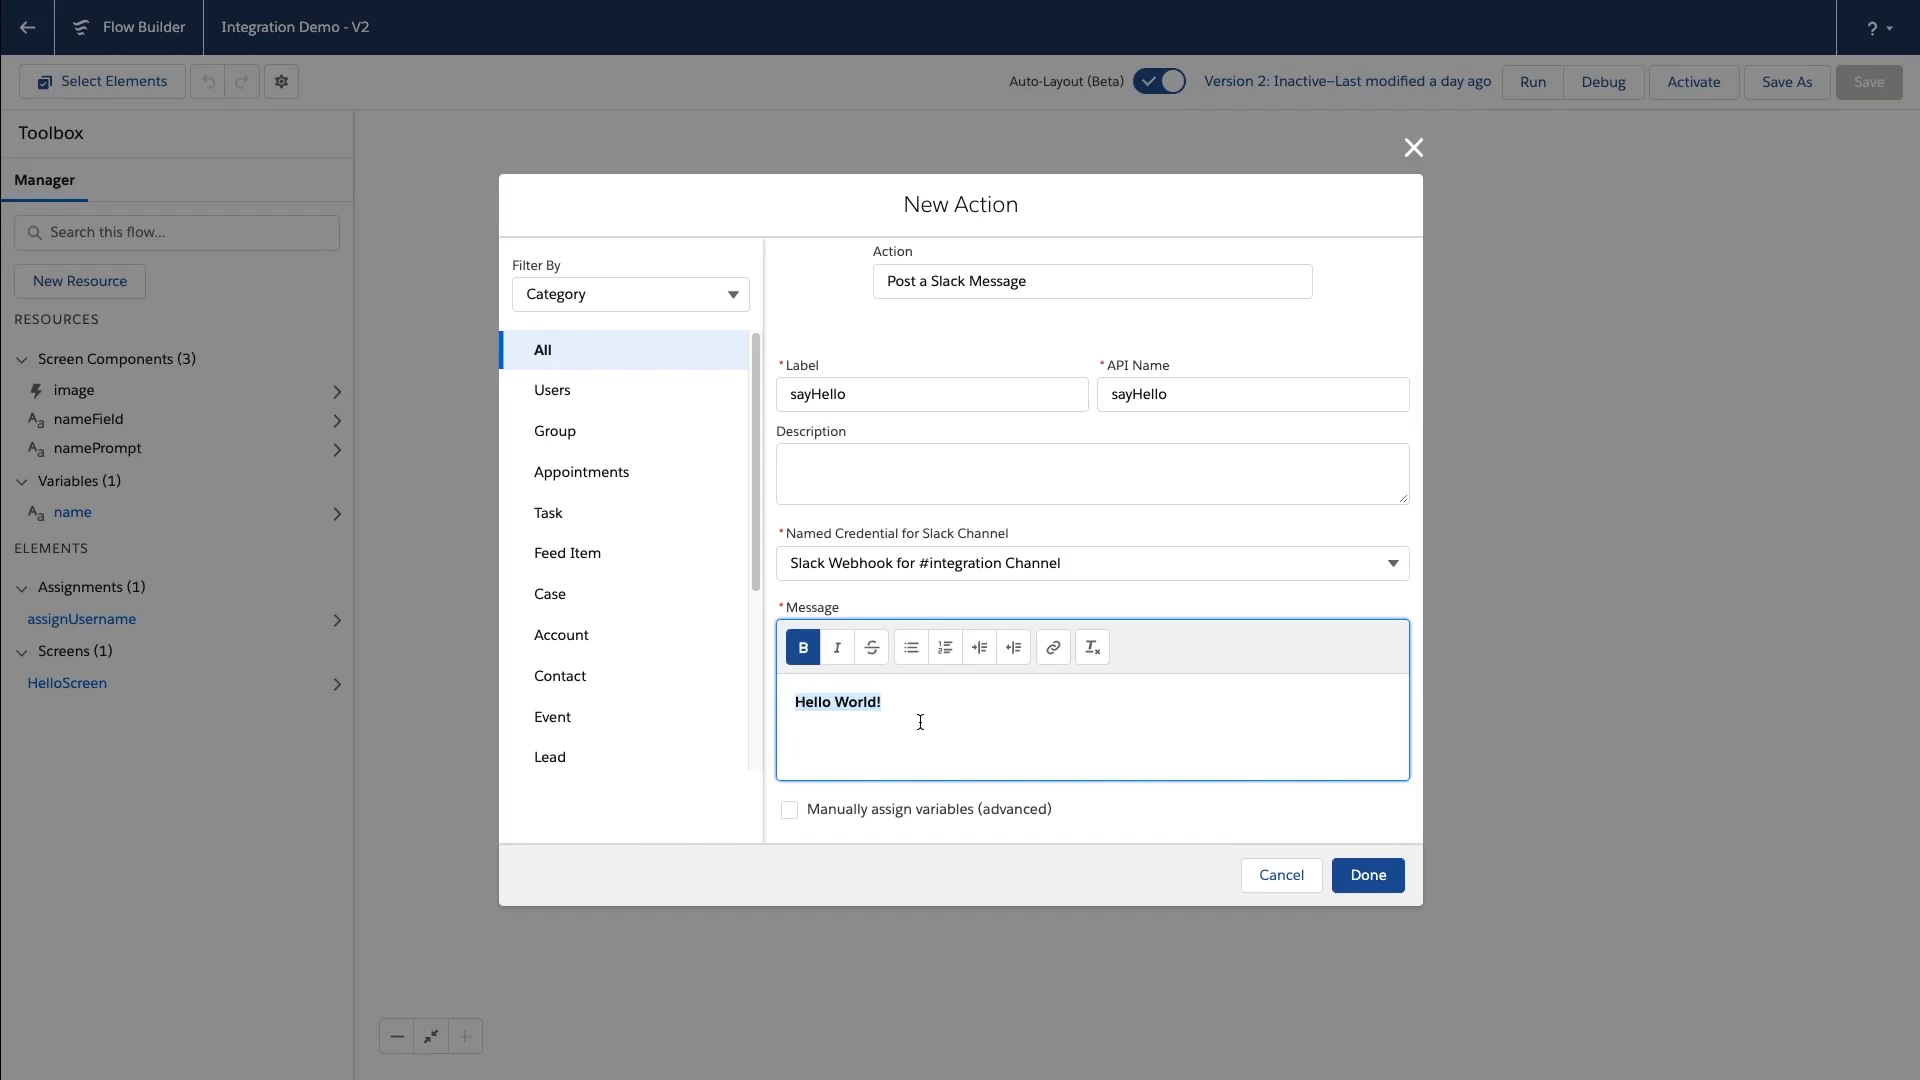 Flow Builder
Integration Demo - V2
?
Select Elements
Auto-Layout (Beta)
Version 2: Inactive–Last modified a day ago
Run
Debug
Activate
Save As
Save
Toolbox
Manager
Search this flow...
New Resource
RESOURCES
Screen Components (3)
image
nameField
namePrompt
Variables (1)
name
ELEMENTS
Assignments (1)
assignUsername
Screens (1)
HelloScreen
New Action
Filter By
Category
All
Users
Group
Appointments
Task
Feed Item
Case
Account
Contact
Event
Lead
Action
Post a Slack Message
*Label
*API Name
sayHello
sayHello
Description
*Named Credential for Slack Channel
Slack Webhook for #integration Channel
*Message
B I S
Hello World!
Manually assign variables (advanced)
Cancel
Done